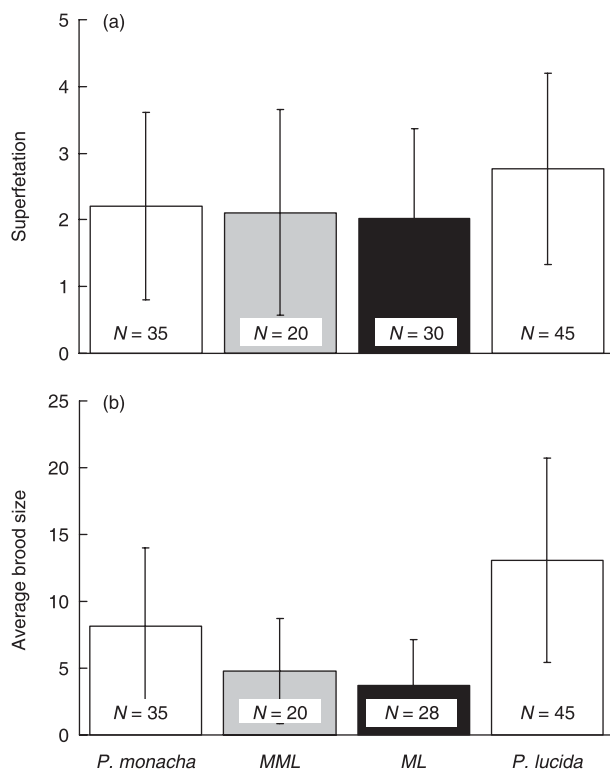 (a)
5
4
3
2
1
0
Superfetation
N = 35 N = 20 N = 30 N = 45
(b)
25
20
15
10
5
0
Average brood size
N = 35 N = 20 N = 28 N = 45
P. monacha MML ML P. lucida